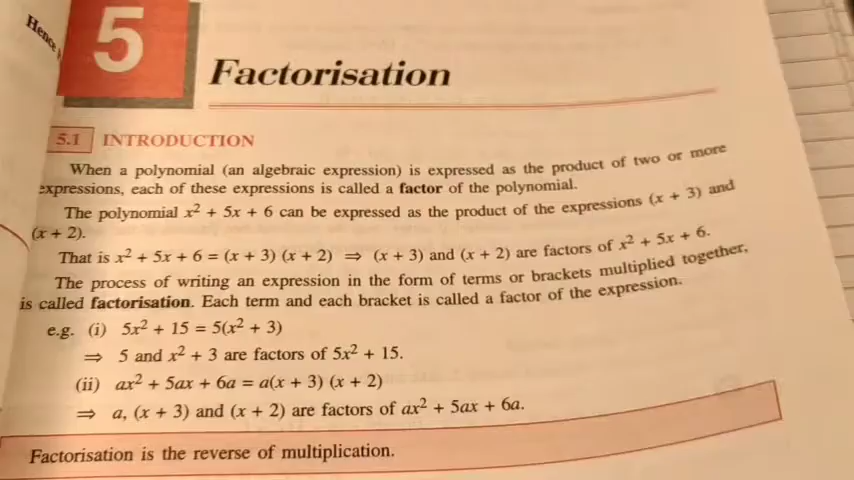 Hence
5
Factorisation
5.1 INTRODUCTION
When a polynomial (an algebraic expression) is expressed as the product of two or more
expressions, each of these expressions is called a factor of the polynomial.
The polynomial x² + 5x + 6 can be expressed as the product of the expressions (x + 3) and
(x + 2).
That is x² + 5x + 6 = (x + 3) (x + 2) ⇒ (x + 3) and (x + 2) are factors of x² + 5x + 6.
The process of writing an expression in the form of terms or brackets multiplied together,
is called factorisation. Each term and each bracket is called a factor of the expression.
e.g. (i) 5x² + 15 = 5(x² + 3)
⇒ 5 and x² + 3 are factors of 5x² + 15.
(ii) ax² + 5ax + 6a = a(x + 3) (x + 2)
⇒ a, (x + 3) and (x + 2) are factors of ax² + 5ax + 6a.
Factorisation is the reverse of multiplication.